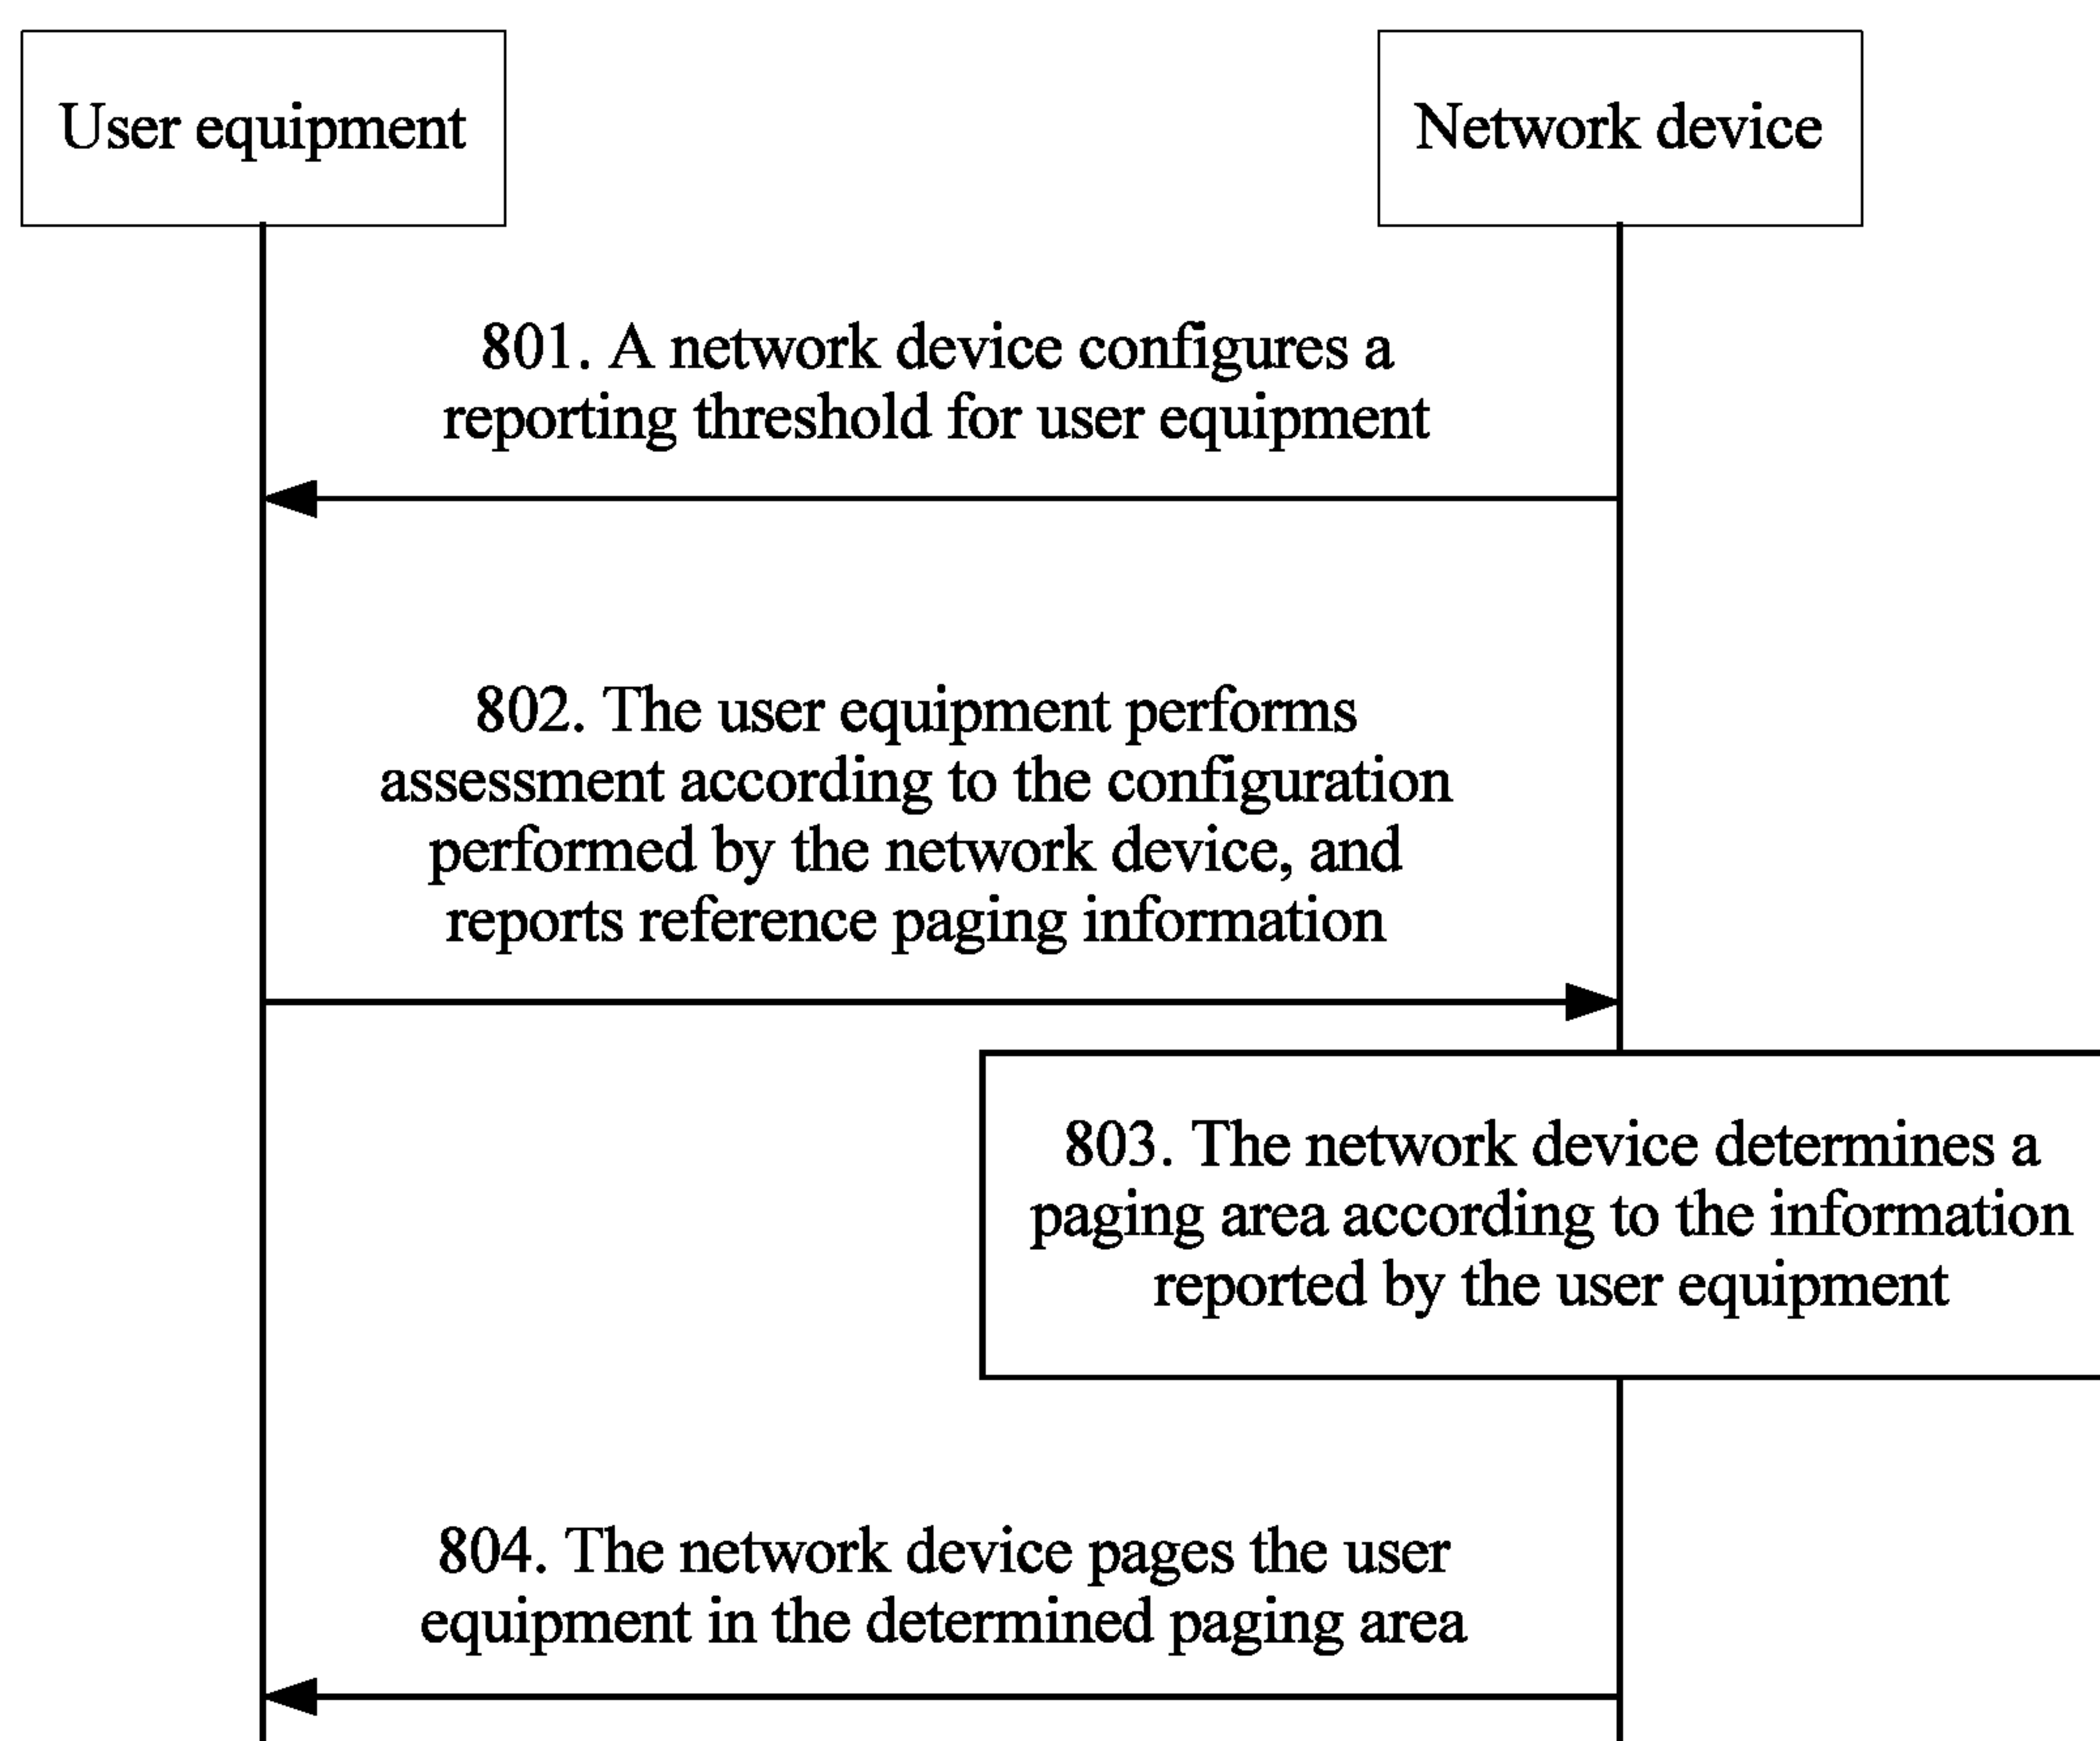 User equipment
Network device
801. A network device configures a
reporting threshold for user equipment
802. The user equipment performs
assessment according to the configuration
performed by the network device, and
reports reference paging information
803. The network device determines a
paging area according to the information
reported by the user equipment
804. The network device pages the user
equipment in the determined paging area